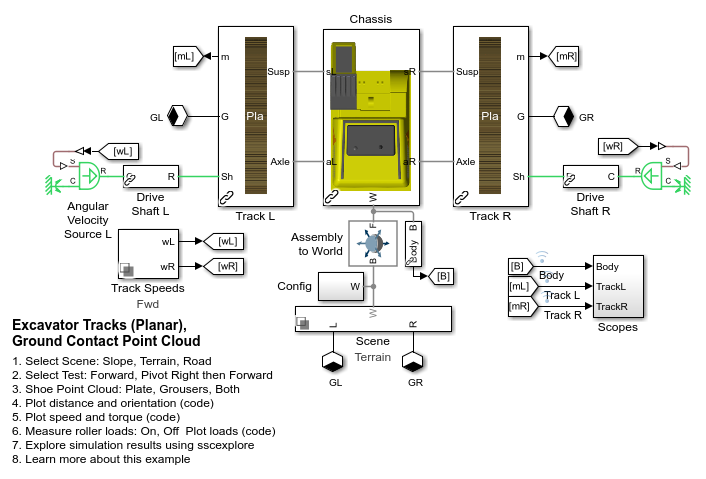 Chassis
[mL]
m
Susp
sL
sR
Susp
m
[mR]
GL
G
Pla
Pla
G
GR
[wL]
S
R
C
R
Axle
aL
aR
Axle
[wR]
S
R
C
C
Sh
Sh
Drive
Shaft L
Track L
W
Track R
Drive
Shaft R
Angular
Velocity
Source L
wL
[wL]
wR
[wR]
Track Speeds
Fwd
Assembly
to World
F
B
B
Body
[B]
Config
W
W
L
R
Scene
Terrain
GL
GR
[B]
Body
Body
[mL]
TrackL
Track L
[mR]
TrackR
Track R
Scopes
Excavator Tracks (Planar),
Ground Contact Point Cloud
1. Select Scene: Slope, Terrain, Road
2. Select Test: Forward, Pivot Right then Forward
3. Shoe Point Cloud: Plate, Grousers, Both
4. Plot distance and orientation (code)
5. Plot speed and torque (code)
6. Measure roller loads: On, Off  Plot loads (code)
7. Explore simulation results using sscexplore
8. Learn more about this example